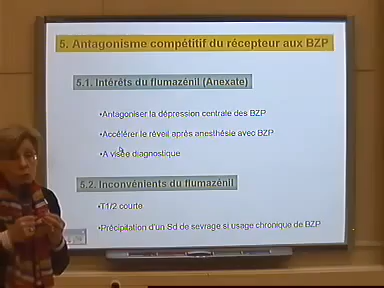 5. Antagonisme compétitif du récepteur aux BZP
5.1. Intérêts du flumazénil (Anexate)
•Antagoniser la dépression centrale des BZP
•Accélérer le réveil après anesthésie avec BZP
•A visée diagnostique
5.2. Inconvénients du flumazénil
•T1/2 courte
•Précipitation d'un Sd de sevrage si usage chronique de BZP